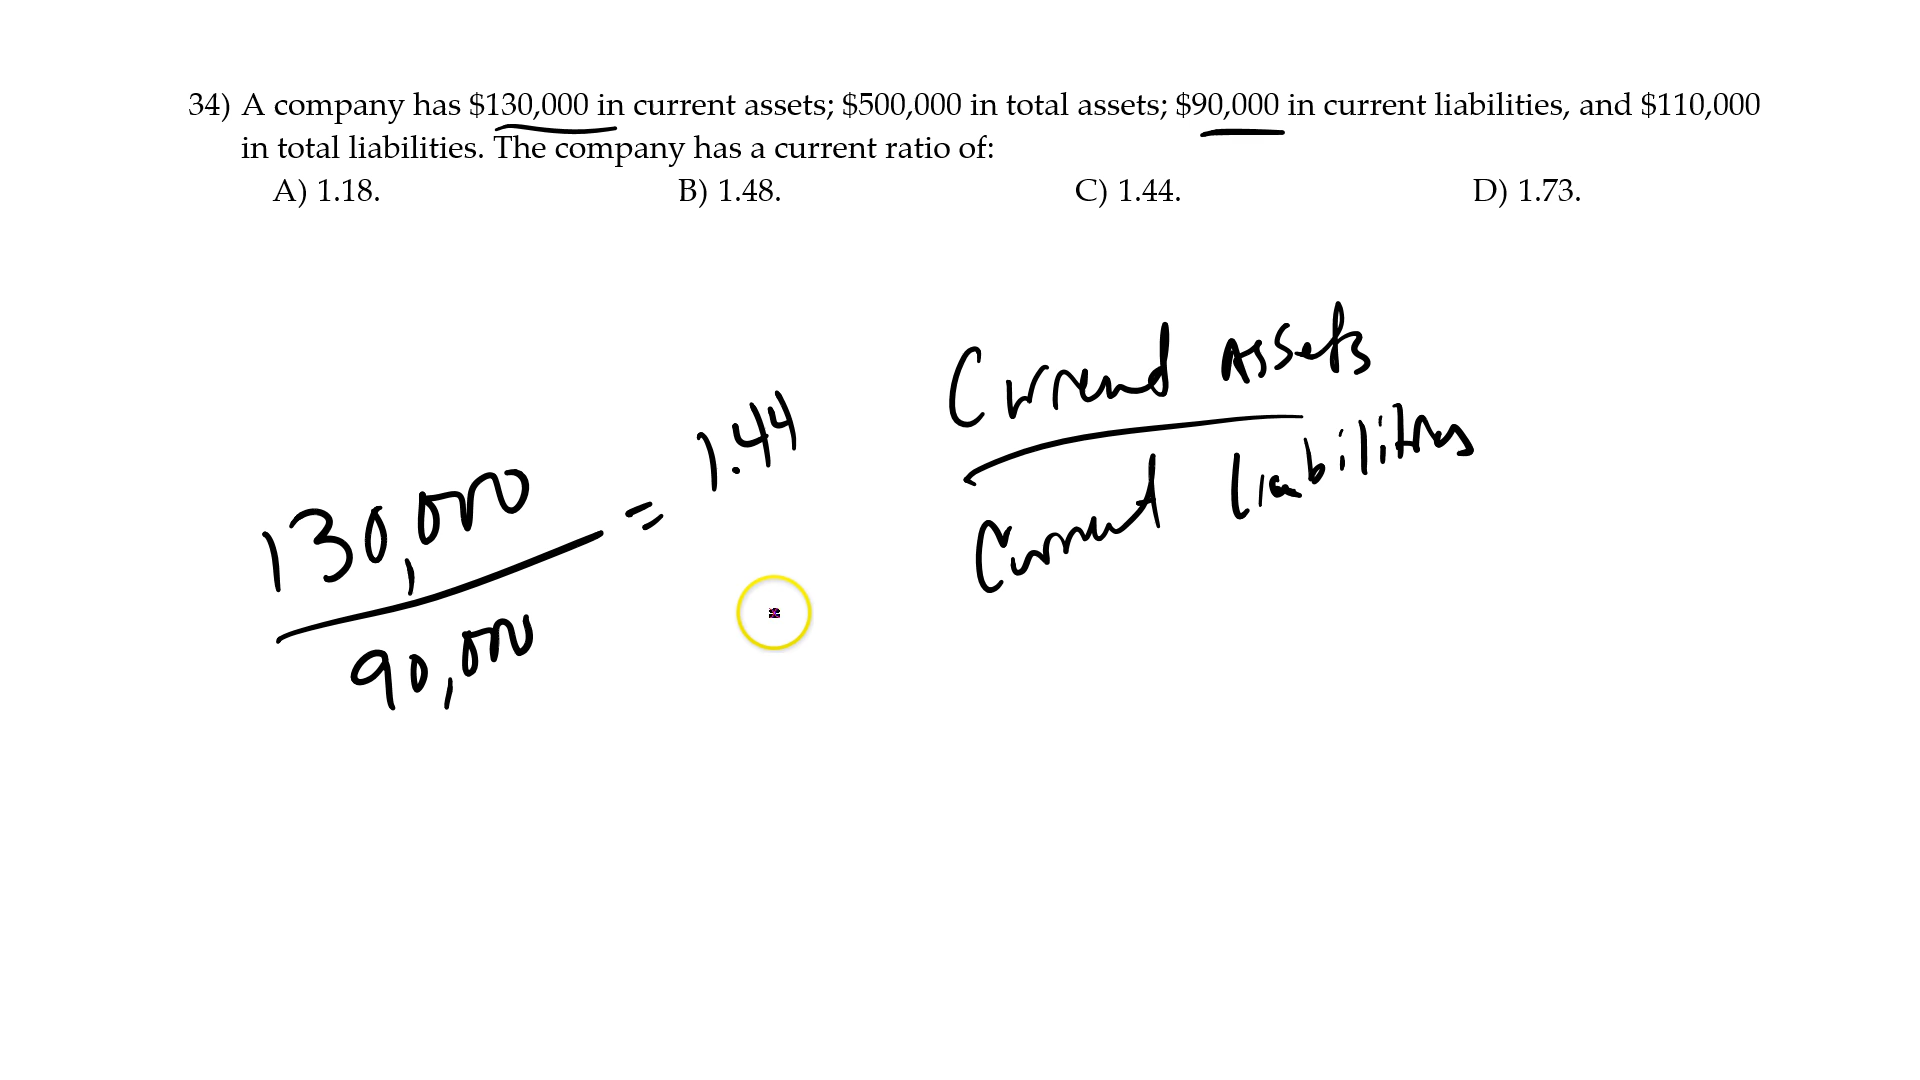 34) A company has $130,000 in current assets; $500,000 in total assets; $90,000 in current liabilities, and $110,000
in total liabilities. The company has a current ratio of:
A) 1.18. B) 1.48. C) 1.44. D) 1.73.
Current Assets
Current Liabilities
130,000
90,000
= 1.44